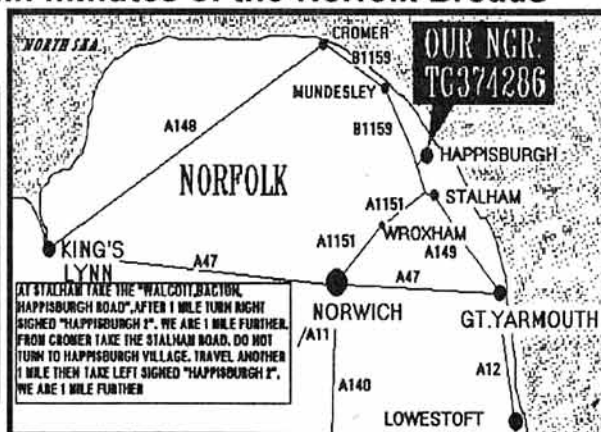 in minutes of the Norfolk Broads
NORTH SEA
CROMER
OUR NGR:
TG374286
B1159
MUNDESLEY
A148
B1159
HAPPISBURGH
NORFOLK
STALHAM
A1151
WROXHAM
A1151
A149
KING'S
LYNN
A47
A47
NORWICH
GT.YARMOUTH
AT STALHAM TAKE THE "WALCOTT,BACTON,
HAPPISBURGH ROAD",AFTER 1 MILE TURN RIGHT
SIGNED "HAPPISBURGH 2". WE ARE 1 MILE FURTHER.
FROM CROMER TAKE THE STALHAM ROAD. DO NOT
TURN TO HAPPISBURGH VILLAGE. TRAVEL ANOTHER
1 MILE THEN TAKE LEFT SIGNED "HAPPISBURGH 2".
WE ARE 1 MILE FURTHER
A11
A140
A12
LOWESTOFT